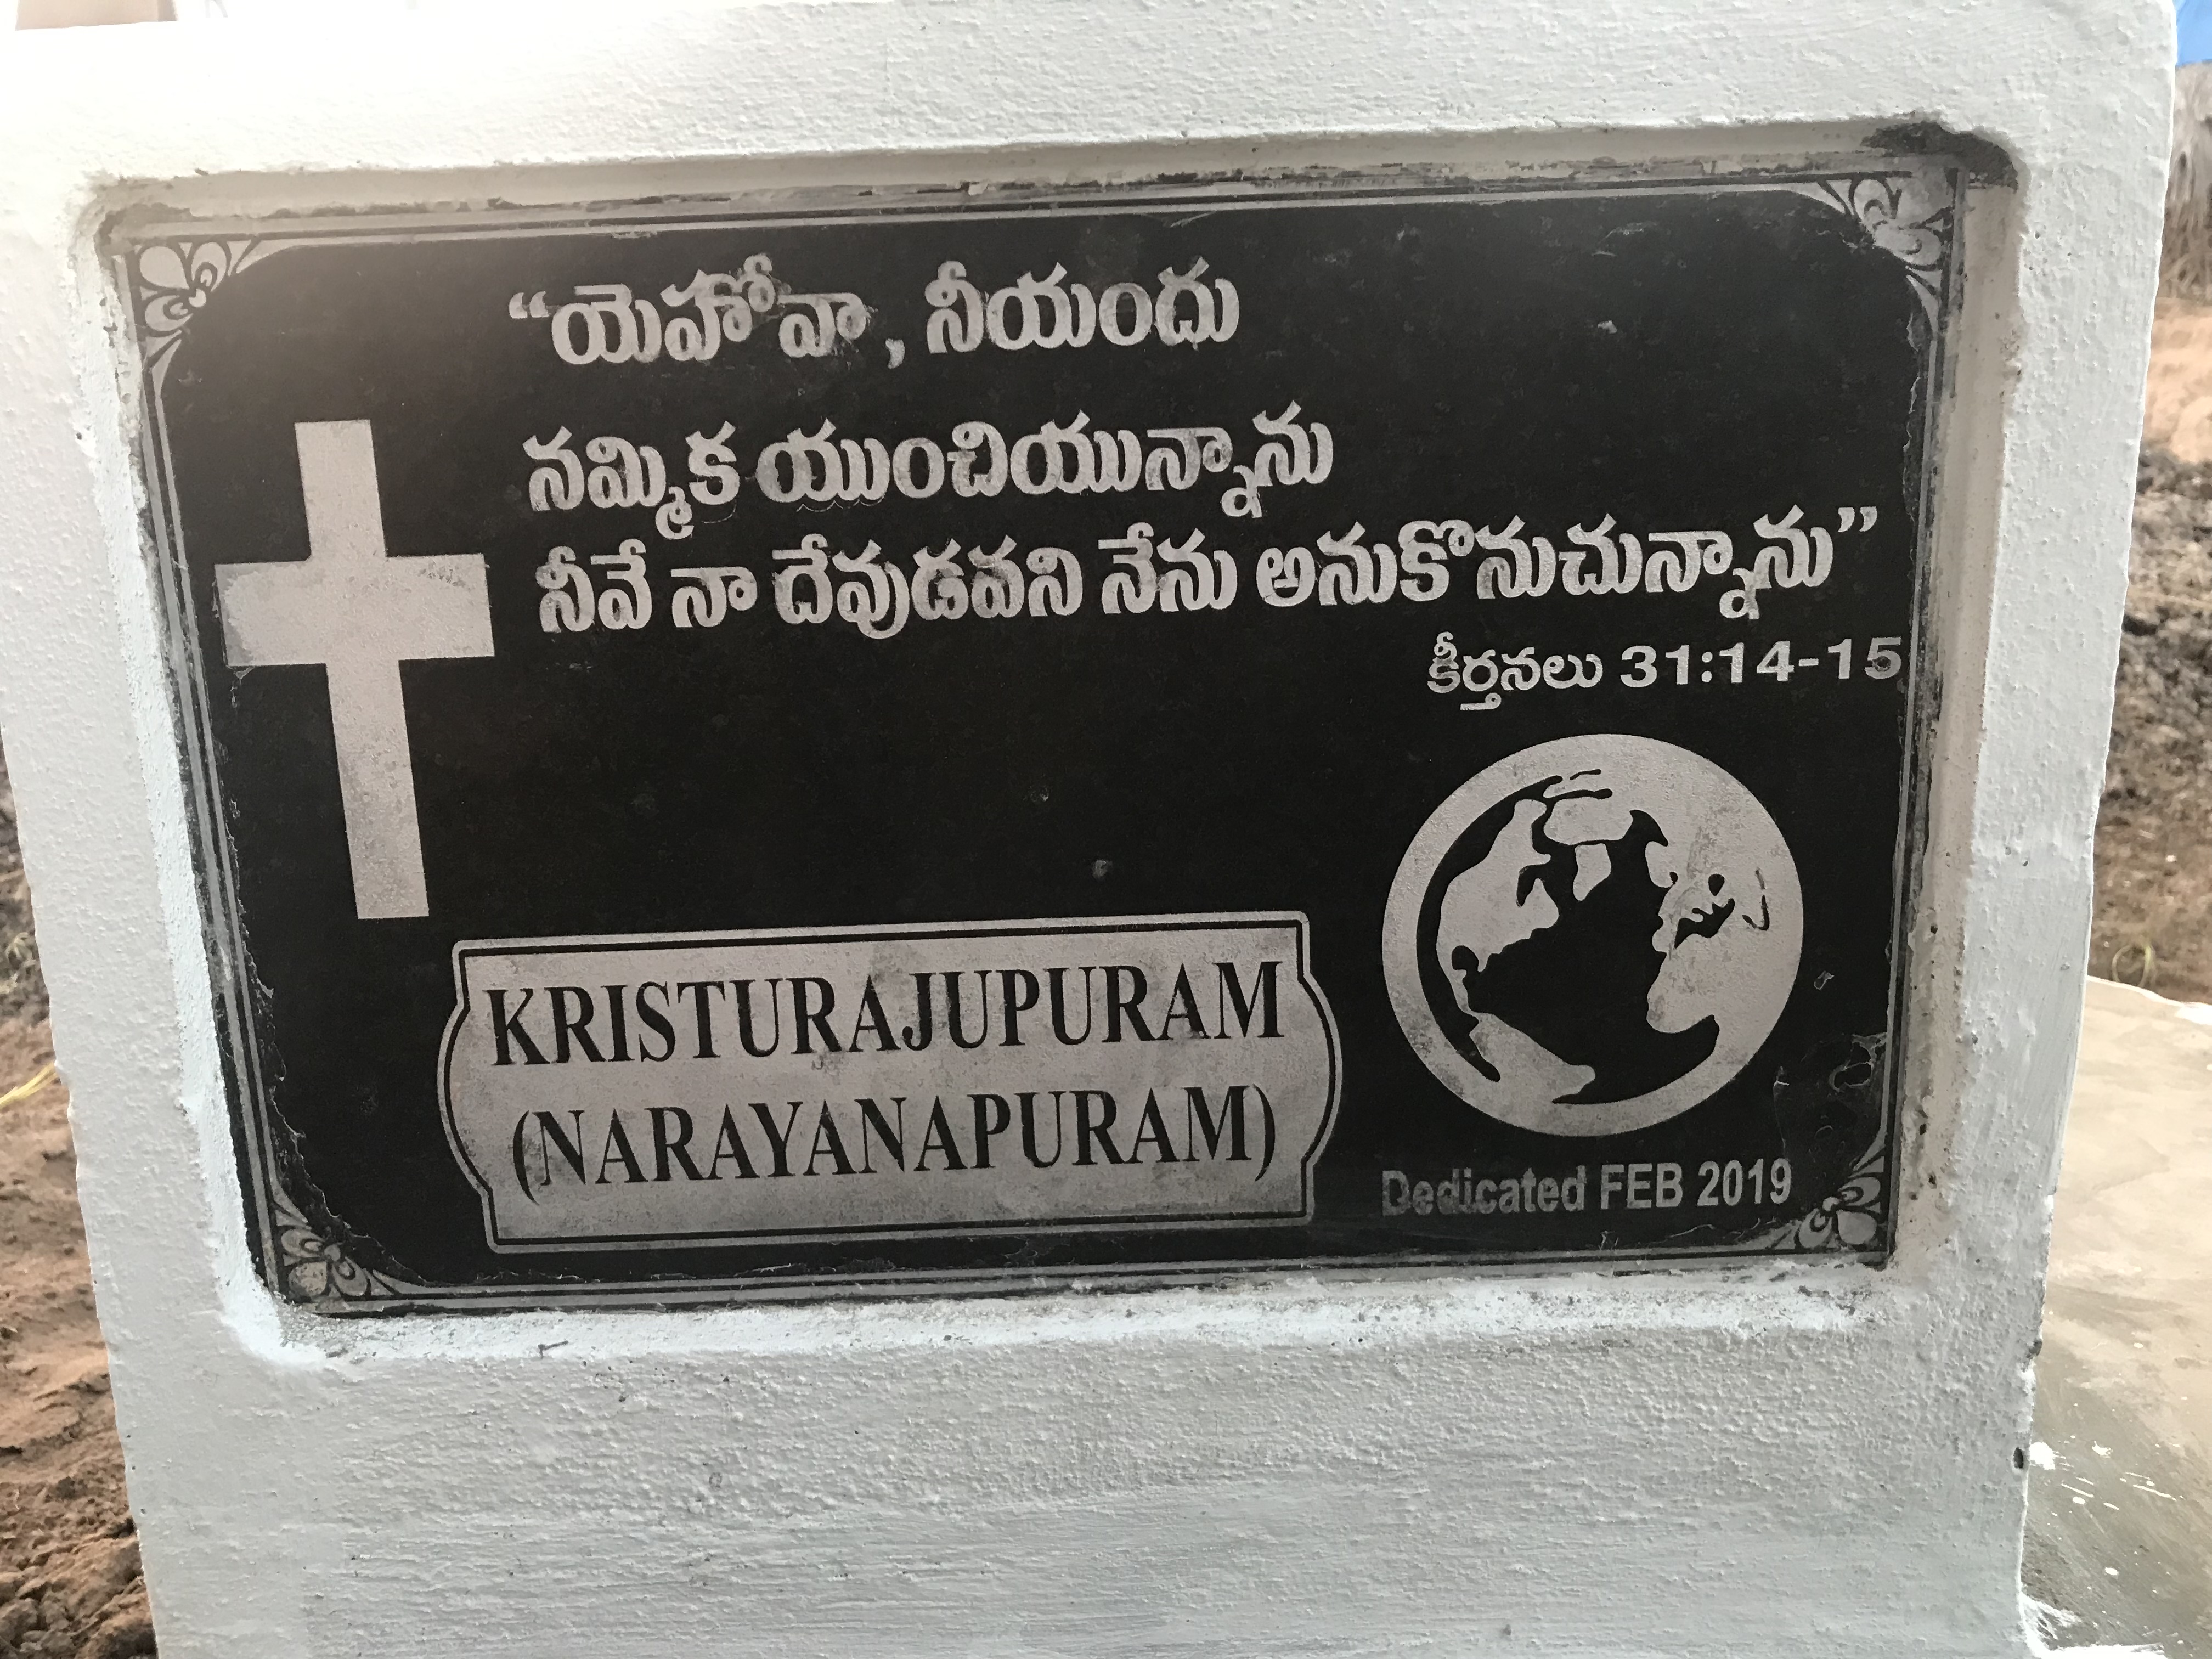 “యెహోవా, నీయందు
నమ్మిక యుంచియున్నాను
నీవే నా దేవుడవని నేను అనుకొనుచున్నాను”
కీర్తనలు 31:14-15
KRISTURAJUPURAM
(NARAYANAPURAM)
Dedicated FEB 2019